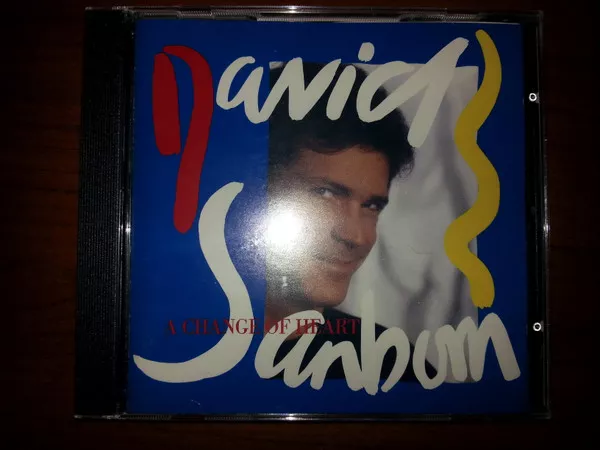 David
A CHANGE OF HEART
Sanborn